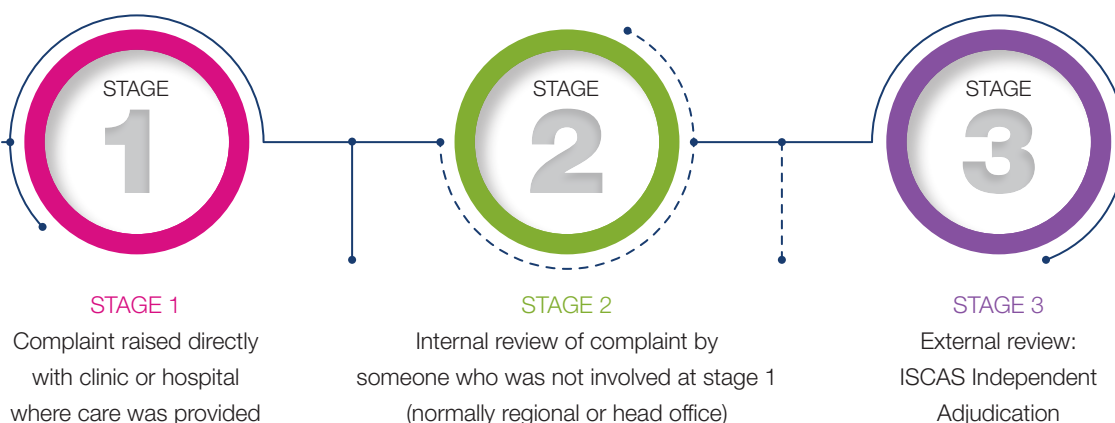 STAGE
1
STAGE
2
STAGE
3
STAGE 1
Complaint raised directly
with clinic or hospital
where care was provided
STAGE 2
Internal review of complaint by
someone who was not involved at stage 1
(normally regional or head office)
STAGE 3
External review:
ISCAS Independent
Adjudication